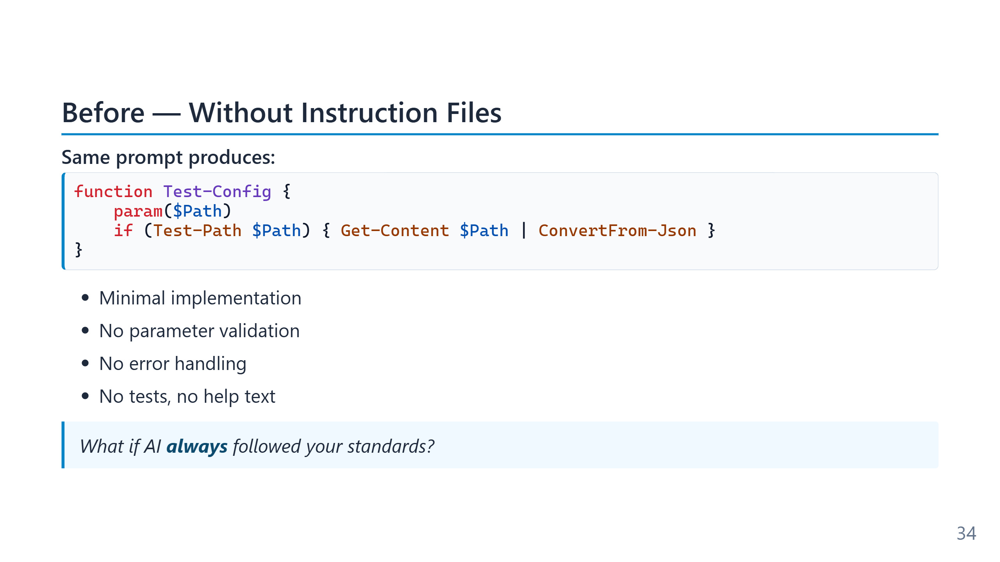 Before — Without Instruction Files
Same prompt produces:
function Test-Config {
    param($Path)
    if (Test-Path $Path) { Get-Content $Path | ConvertFrom-Json }
}
• Minimal implementation
• No parameter validation
• No error handling
• No tests, no help text
What if AI always followed your standards?
34